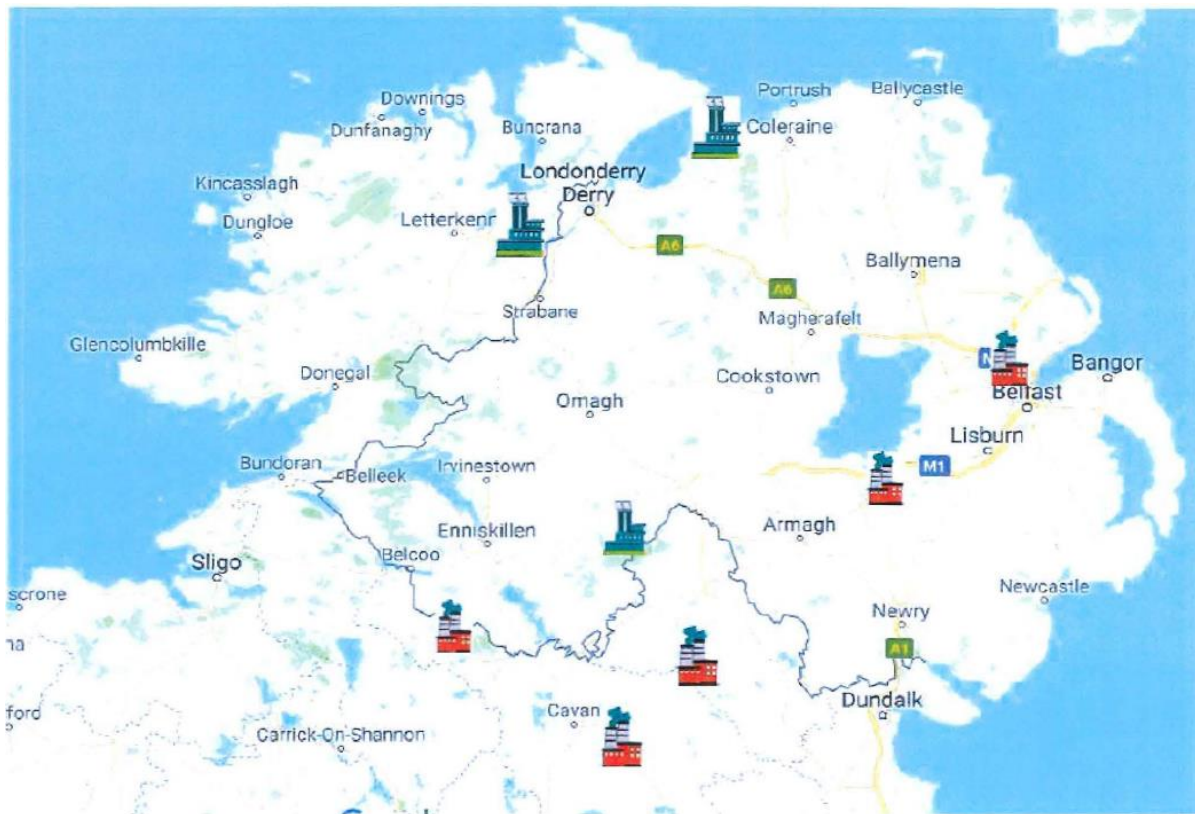 Portrush
Ballycastle
Downings
Dunfanaghy
Buncrana
Coleraine
Londonderry
Derry
Kincasslagh
Dungloe
Letterkenr
A6
Ballymena
A6
Strabane
Magherafelt
Glencolumbkille
Donegal
Bangor
Cookstown
Belfast
Omagh
Lisburn
Bundoran
Belleek
Irvinestown
M1
Enniskillen
Armagh
Belcoo
Sligo
scrone
Newcastle
Newry
na
A1
Dundalk
ford
Cavan
Carrick-On-Shannon